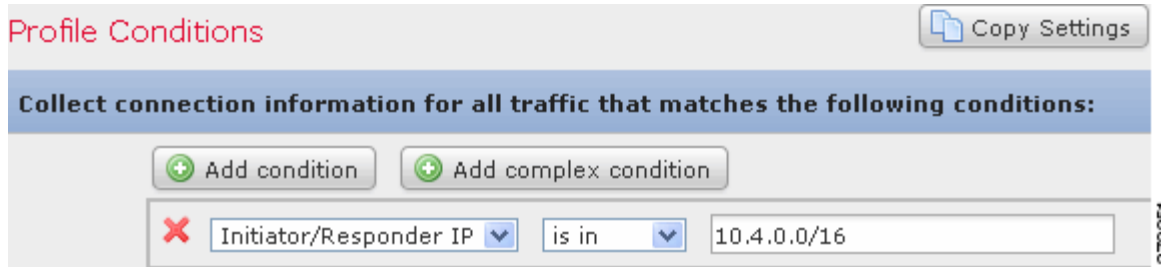 Profile Conditions
Copy Settings
Collect connection information for all traffic that matches the following conditions:
Add condition
Add complex condition
Initiator/Responder IP
is in
10.4.0.0/16